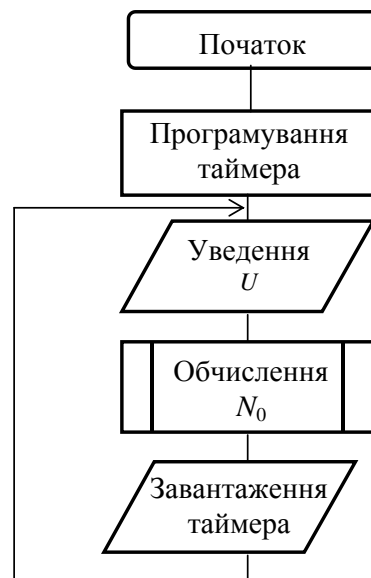 Початок
Програмування
таймера
Уведення
U
Обчислення
N₀
Завантаження
таймера